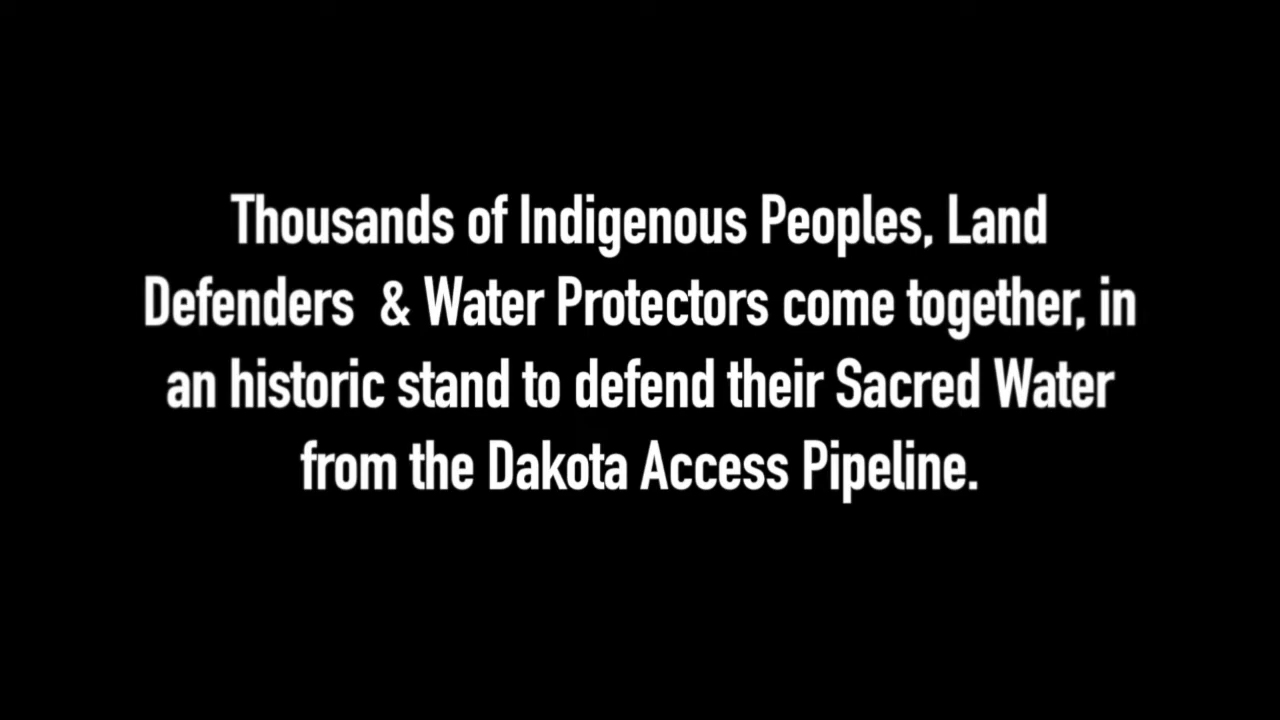 Thousands of Indigenous Peoples, Land
Defenders & Water Protectors come together, in
an historic stand to defend their Sacred Water
from the Dakota Access Pipeline.